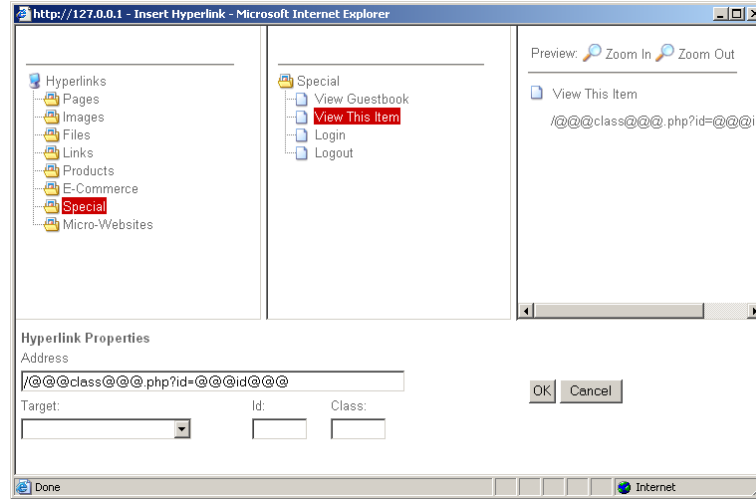 http://127.0.0.1 - Insert Hyperlink - Microsoft Internet Explorer
Hyperlinks
Pages
Images
Files
Links
Products
E-Commerce
Special
Micro-Websites
Special
View Guestbook
View This Item
Login
Logout
Preview: Zoom In Zoom Out
View This Item
/@@@class@@@.php?id=@@@i
Hyperlink Properties
Address
/@@@class@@@.php?id=@@@id@@@
Target: Id: Class:
OK Cancel
Done Internet